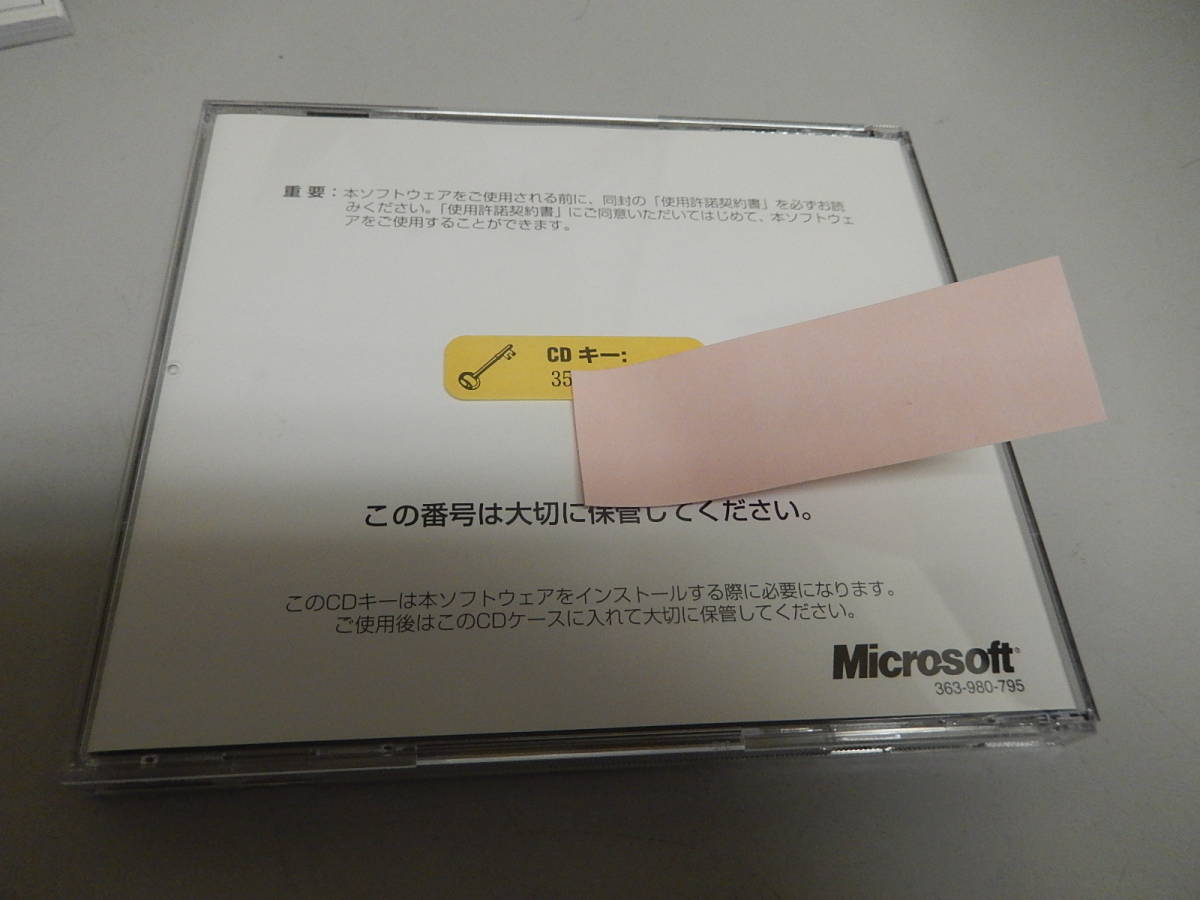 重 要：本ソフトウェアをご使用される前に、同封の「使用許諾契約書」を必ずお読
みください。「使用許諾契約書」にご同意いただいてはじめて、本ソフトウェ
アをご使用することができます。
CD キー:
35
この番号は大切に保管してください。
このCDキーは本ソフトウェアをインストールする際に必要になります。
ご使用後はこのCDケースに入れて大切に保管してください。
Microsoft®
363-980-795